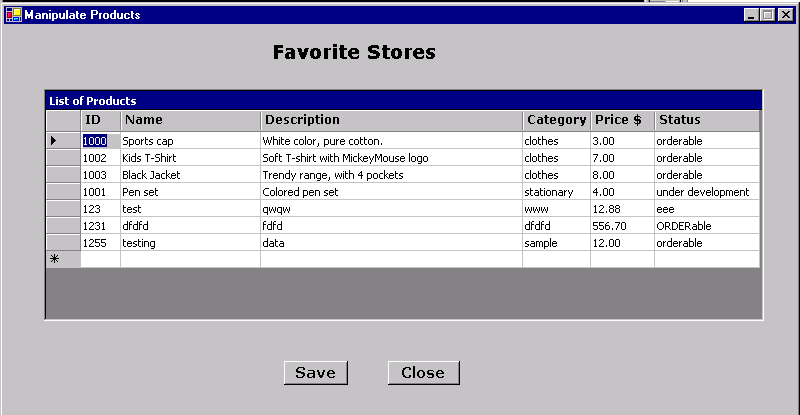 Manipulate Products
Favorite Stores
List of Products
ID Name Description Category Price $ Status
1000 Sports cap White color, pure cotton. clothes 3.00 orderable
1002 Kids T-Shirt Soft T-shirt with MickeyMouse logo clothes 7.00 orderable
1003 Black Jacket Trendy range, with 4 pockets clothes 8.00 orderable
1001 Pen set Colored pen set stationary 4.00 under development
123 test qwqw www 12.88 eee
1231 dfdfd fdfd dfdfd 556.70 ORDERable
1255 testing data sample 12.00 orderable
Save Close